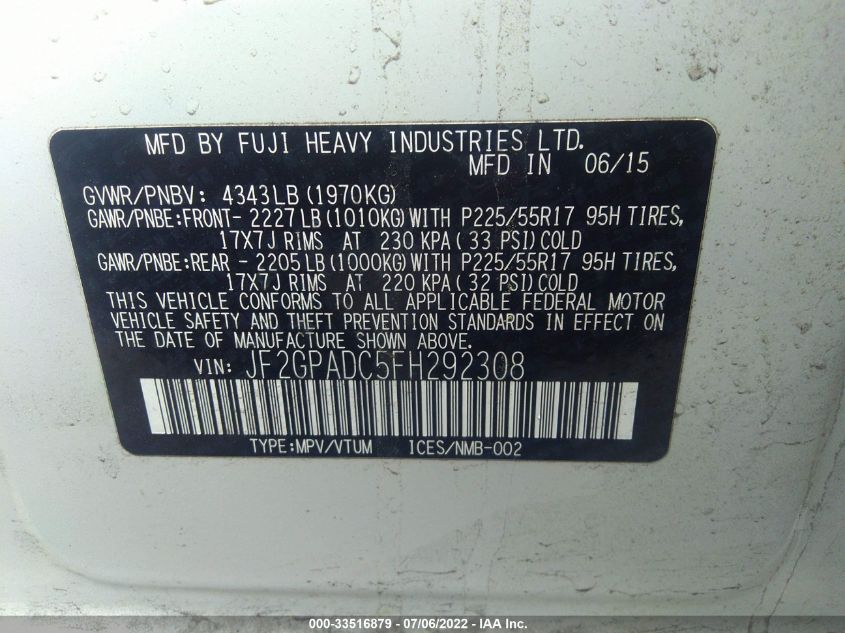 MFD BY FUJI HEAVY INDUSTRIES LTD.
MFD IN 06/15
GVWR/PNBV: 4343LB(1970KG)
GAWR/PNBE:FRONT- 2227LB(1010KG)WITH P225/55R17 95H TIRES,
17X7J RIMS AT 230 KPA(33 PSI)COLD
GAWR/PNBE:REAR - 2205LB(1000KG)WITH P225/55R17 95H TIRES,
17X7J RIMS AT 220 KPA(32 PSI)COLD
THIS VEHICLE CONFORMS TO ALL APPLICABLE FEDERAL MOTOR
VEHICLE SAFETY AND THEFT PREVENTION STANDARDS IN EFFECT ON
THE DATE OF MANUFACTURE SHOWN ABOVE.
VIN: JF2GPADC5FH292308
TYPE:MPV/VTUM ICES/NMB-002
000-33516879 - 07/06/2022 - IAA Inc.